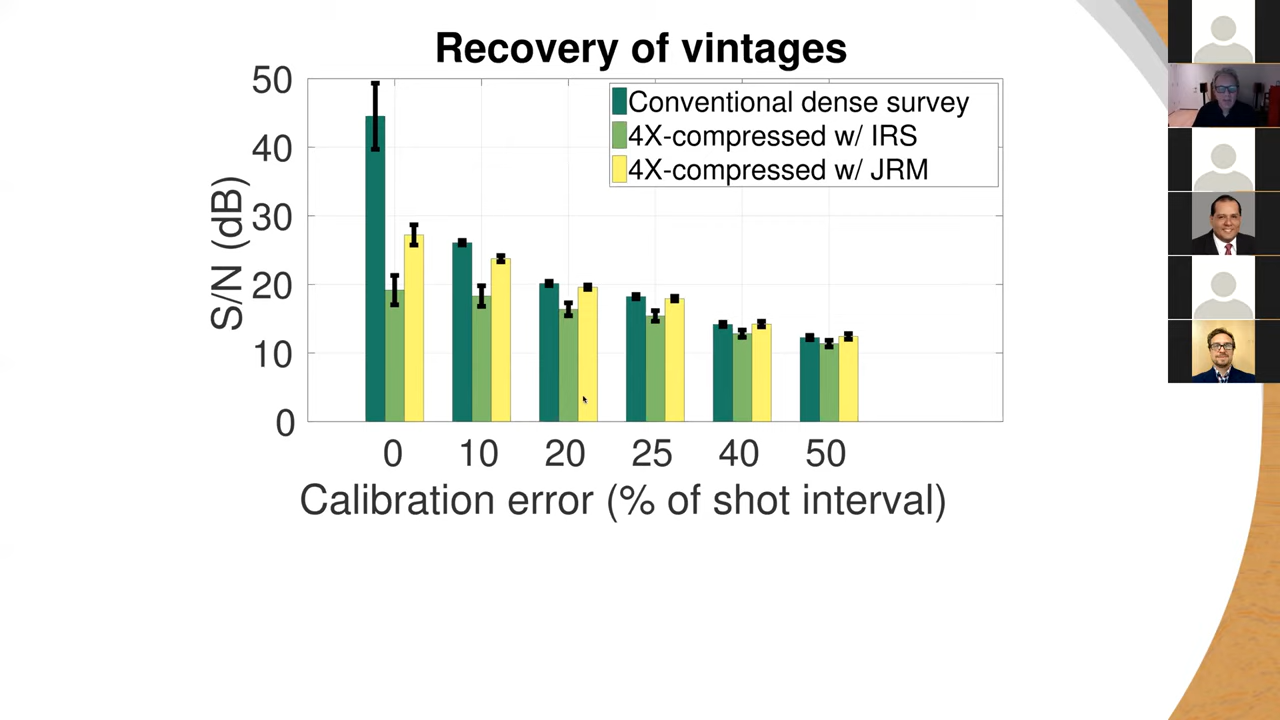 Recovery of vintages
50
40
30
20
10
0
S/N (dB)
Conventional dense survey
4X-compressed w/ IRS
4X-compressed w/ JRM
0 10 20 25 40 50
Calibration error (% of shot interval)